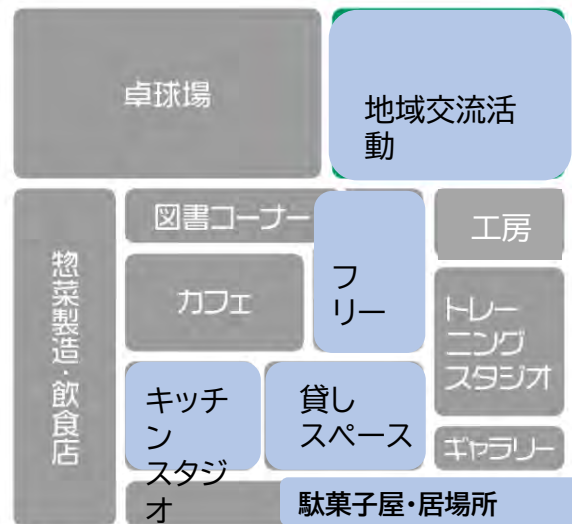 卓球場
地域交流活
動
図書コーナー
工房
惣菜製造・飲食店
カフェ
フ
リー
トレー
ニング
スタジオ
キッチ
ン
スタジ
オ
貸し
スペース
ギャラリー
駄菓子屋・居場所